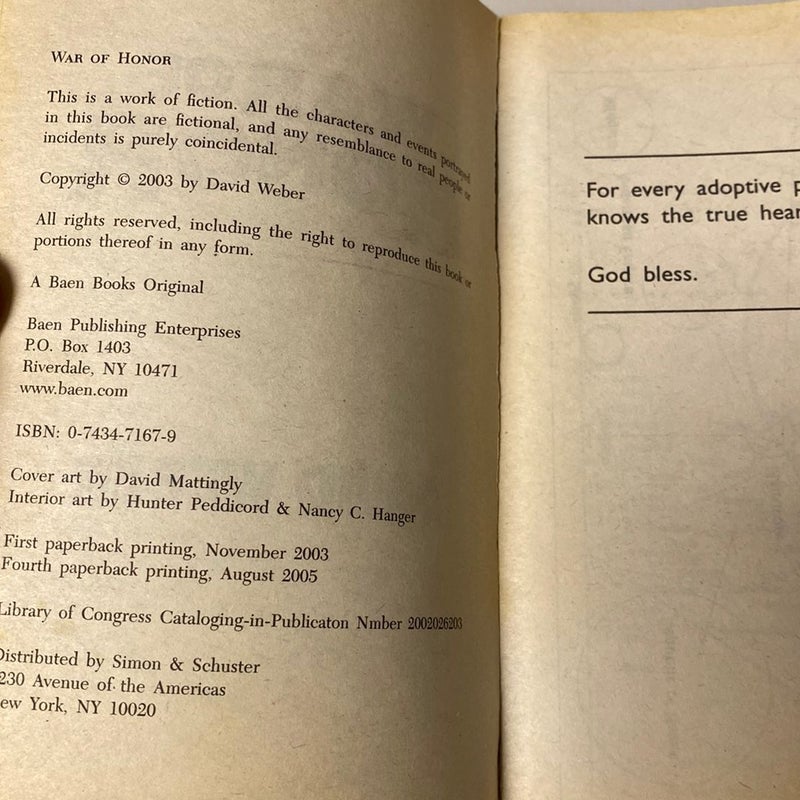 WAR OF HONOR
This is a work of fiction. All the characters and events portrayed
in this book are fictional, and any resemblance to real people or
incidents is purely coincidental.
Copyright © 2003 by David Weber
All rights reserved, including the right to reproduce this book or
portions thereof in any form.
A Baen Books Original
Baen Publishing Enterprises
P.O. Box 1403
Riverdale, NY 10471
www.baen.com
ISBN: 0-7434-7167-9
Cover art by David Mattingly
Interior art by Hunter Peddicord & Nancy C. Hanger
First paperback printing, November 2003
Fourth paperback printing, August 2005
Library of Congress Cataloging-in-Publicaton Nmber 2002026203
Distributed by Simon & Schuster
230 Avenue of the Americas
ew York, NY 10020
For every adoptive p
knows the true hear
God bless.